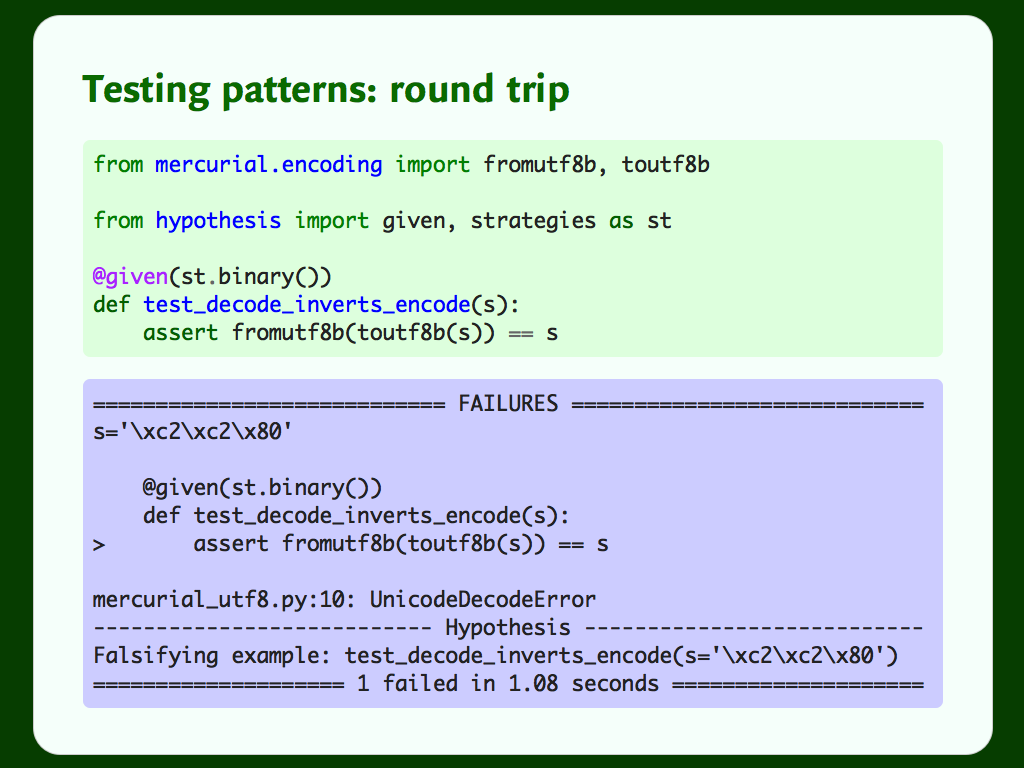 Testing patterns: round trip
from mercurial.encoding import fromutf8b, toutf8b
from hypothesis import given, strategies as st
@given(st.binary())
def test_decode_inverts_encode(s):
    assert fromutf8b(toutf8b(s)) == s
============================ FAILURES ============================
s='\xc2\xc2\x80'
    @given(st.binary())
    def test_decode_inverts_encode(s):
>       assert fromutf8b(toutf8b(s)) == s
mercurial_utf8.py:10: UnicodeDecodeError
--------------------------- Hypothesis ---------------------------
Falsifying example: test_decode_inverts_encode(s='\xc2\xc2\x80')
==================== 1 failed in 1.08 seconds ====================